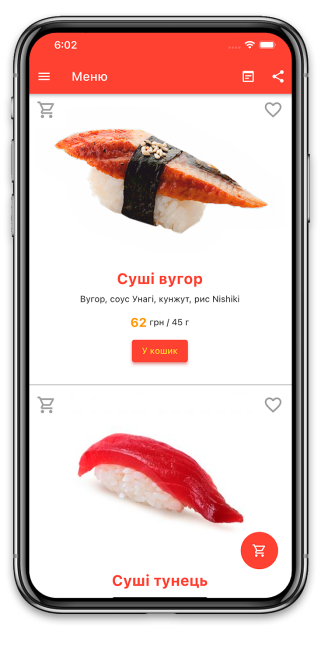 6:02
Меню
Суші вугор
Вугор, соус Унагі, кунжут, рис Nishiki
62 грн / 45 г
У кошик
Суші тунець